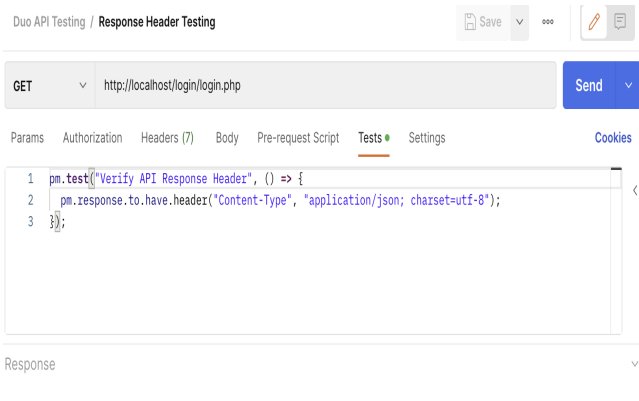 Duo API Testing / Response Header Testing
Save
GET http://localhost/login/login.php Send
Params Authorization Headers (7) Body Pre-request Script Tests Settings Cookies
1 pm.test("Verify API Response Header", () => {
2 pm.response.to.have.header("Content-Type", "application/json; charset=utf-8");
3 });
Response